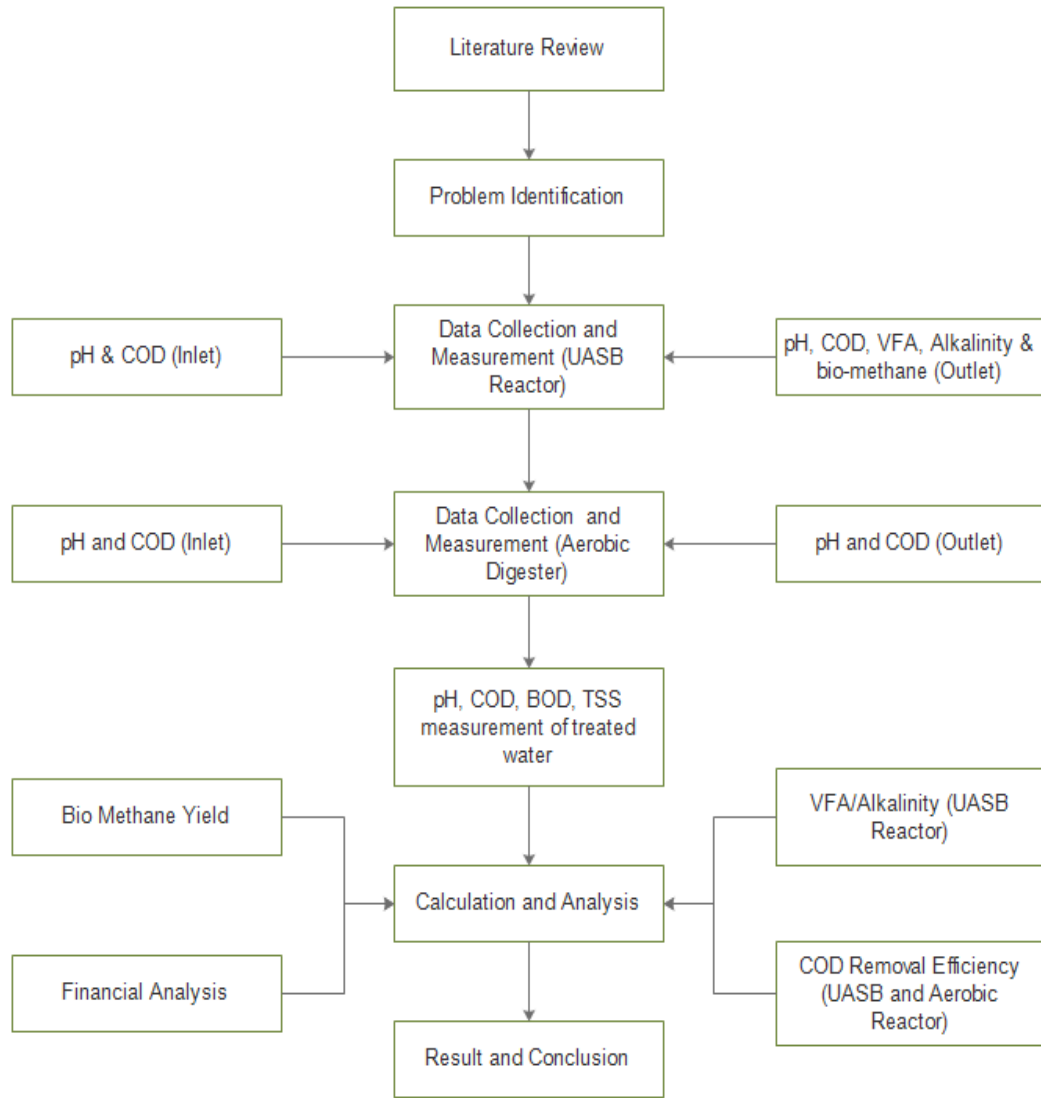 Literature Review
Problem Identification
pH & COD (Inlet)
Data Collection and
Measurement (UASB
Reactor)
pH, COD, VFA, Alkalinity &
bio-methane (Outlet)
pH and COD (Inlet)
Data Collection and
Measurement (Aerobic
Digester)
pH and COD (Outlet)
pH, COD, BOD, TSS
measurement of treated
water
Bio Methane Yield
VFA/Alkalinity (UASB
Reactor)
Calculation and Analysis
Financial Analysis
COD Removal Efficiency
(UASB and Aerobic
Reactor)
Result and Conclusion